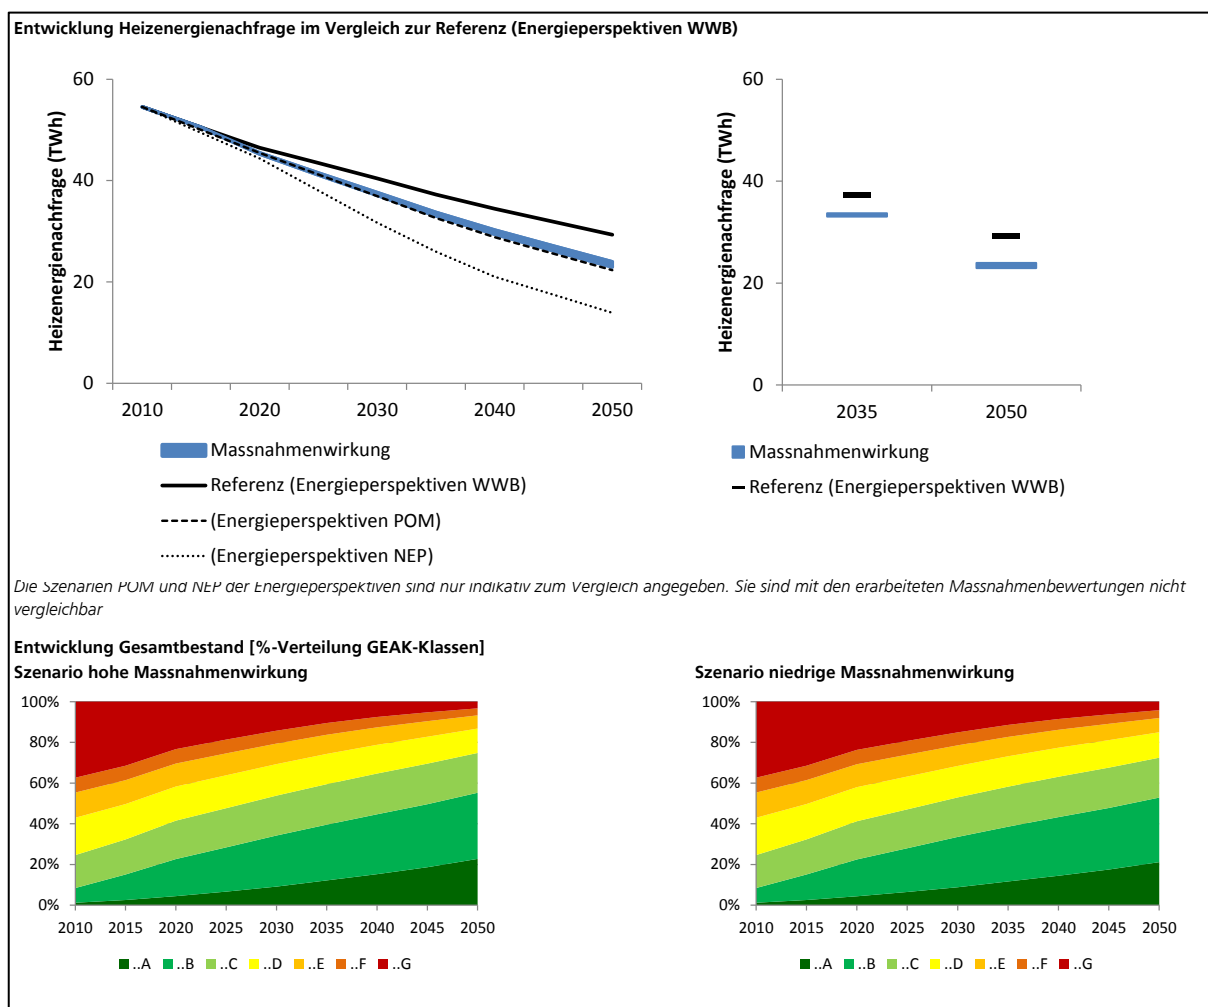 Entwicklung Heizenergienachfrage im Vergleich zur Referenz (Energieperspektiven WWB)
Heizenergienachfrage (TWh)
60
40
20
0
2010 2020 2030 2040 2050
Massnahmenwirkung
Referenz (Energieperspektiven WWB)
(Energieperspektiven POM)
(Energieperspektiven NEP)
Heizenergienachfrage (TWh)
60
40
20
0
2035 2050
Massnahmenwirkung
Referenz (Energieperspektiven WWB)
Die Szenarien POM und NEP der Energieperspektiven sind nur indikativ zum Vergleich angegeben. Sie sind mit den erarbeiteten Massnahmenbewertungen nicht
vergleichbar
Entwicklung Gesamtbestand [%-Verteilung GEAK-Klassen]
Szenario hohe Massnahmenwirkung
100%
80%
60%
40%
20%
0%
2010 2015 2020 2025 2030 2035 2040 2045 2050
..A ..B ..C ..D ..E ..F ..G
Szenario niedrige Massnahmenwirkung
100%
80%
60%
40%
20%
0%
2010 2015 2020 2025 2030 2035 2040 2045 2050
..A ..B ..C ..D ..E ..F ..G